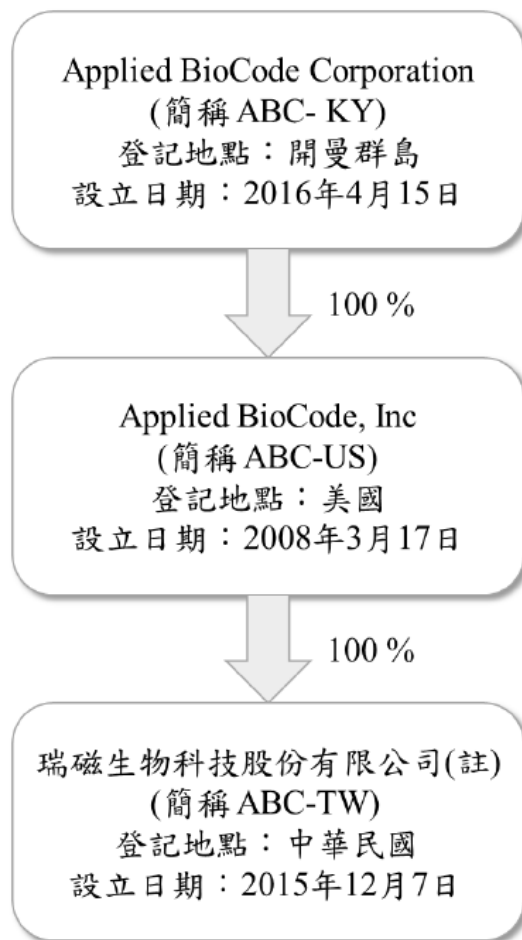 Applied BioCode Corporation
(簡稱 ABC- KY)
登記地點：開曼群島
設立日期：2016年4月15日
100 %
Applied BioCode, Inc
(簡稱 ABC-US)
登記地點：美國
設立日期：2008年3月17日
100 %
瑞磁生物科技股份有限公司(註)
(簡稱 ABC-TW)
登記地點：中華民國
設立日期：2015年12月7日